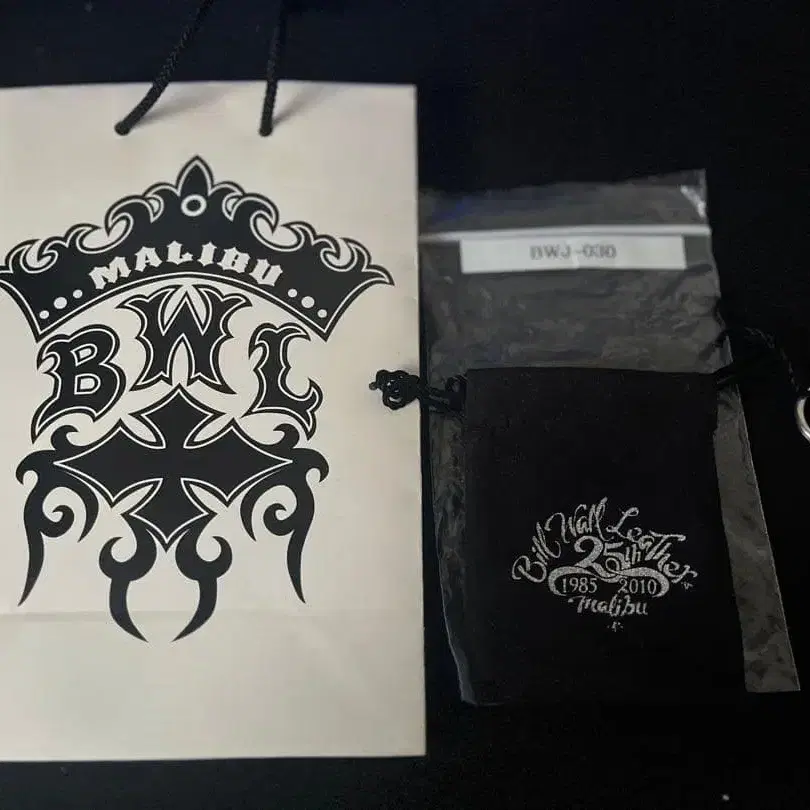 MALIBU
BWL
BWJ-030
Bill Wall Leather
25th
1985 2010
malibu